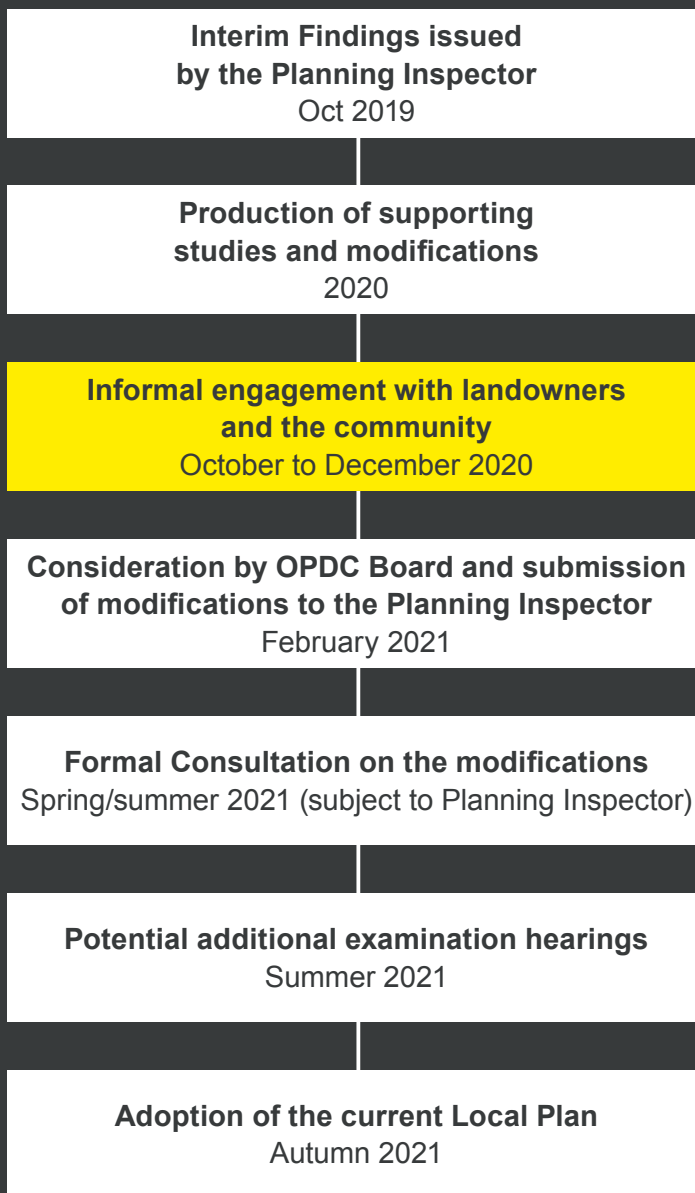 Interim Findings issued
by the Planning Inspector
Oct 2019
Production of supporting
studies and modifications
2020
Informal engagement with landowners
and the community
October to December 2020
Consideration by OPDC Board and submission
of modifications to the Planning Inspector
February 2021
Formal Consultation on the modifications
Spring/summer 2021 (subject to Planning Inspector)
Potential additional examination hearings
Summer 2021
Adoption of the current Local Plan
Autumn 2021